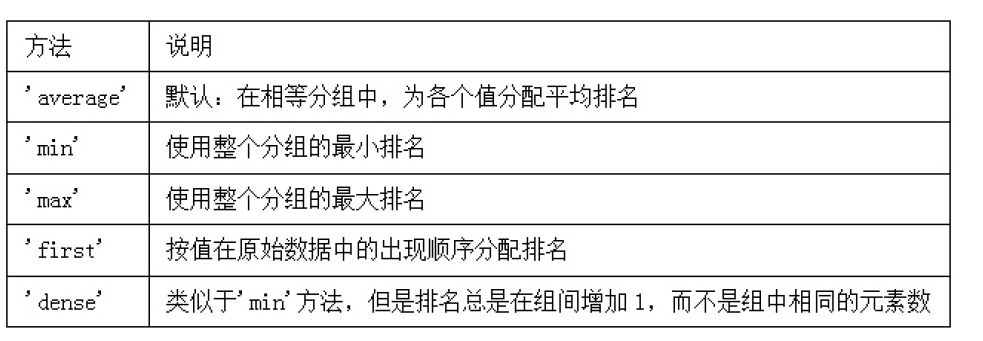 方法 说明
'average' 默认：在相等分组中，为各个值分配平均排名
'min' 使用整个分组的最小排名
'max' 使用整个分组的最大排名
'first' 按值在原始数据中的出现顺序分配排名
'dense' 类似于'min'方法，但是排名总是在组间增加1，而不是组中相同的元素数